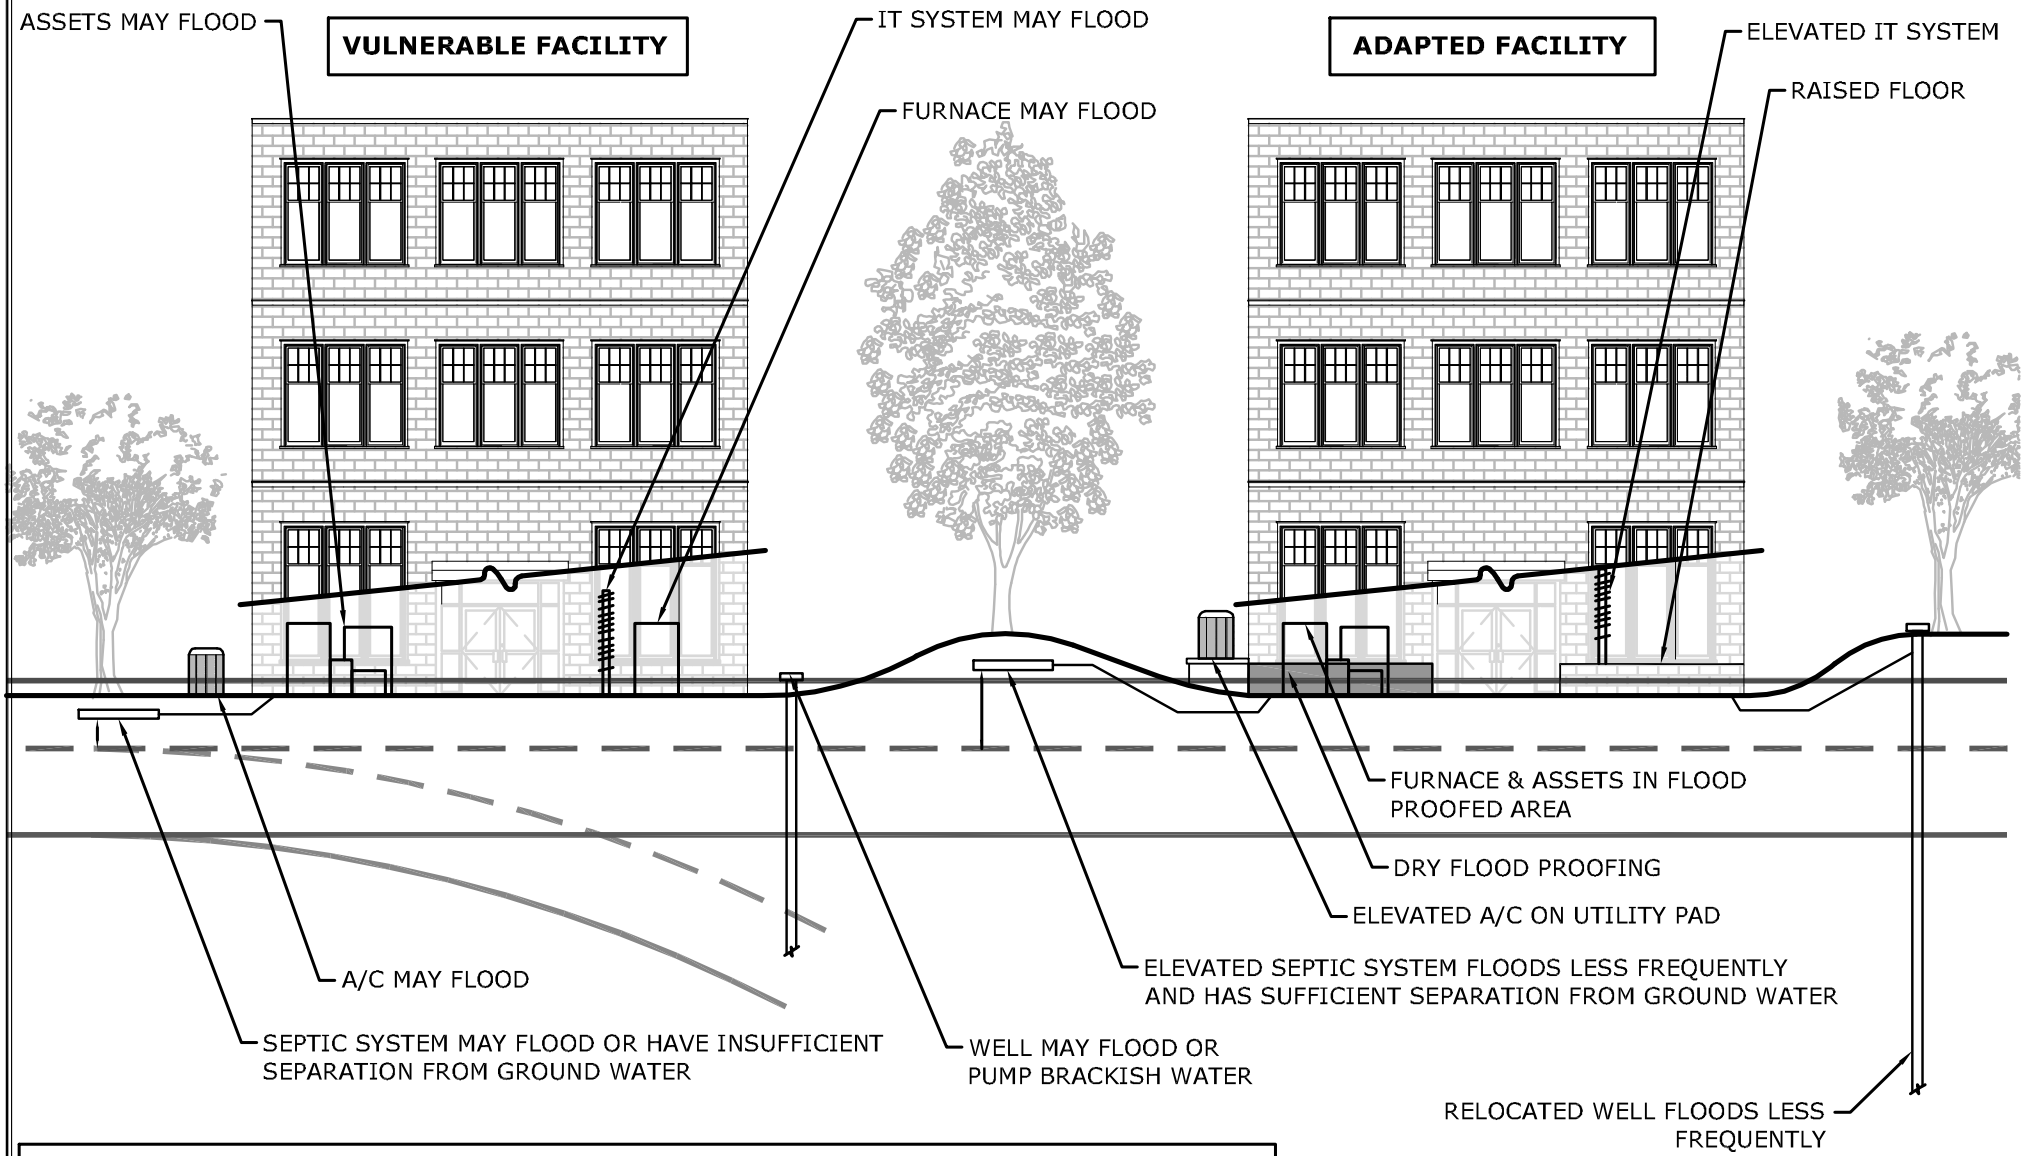 ASSETS MAY FLOOD
VULNERABLE FACILITY
IT SYSTEM MAY FLOOD
FURNACE MAY FLOOD
ADAPTED FACILITY
ELEVATED IT SYSTEM
RAISED FLOOR
FURNACE & ASSETS IN FLOOD
PROOFED AREA
DRY FLOOD PROOFING
ELEVATED A/C ON UTILITY PAD
ELEVATED SEPTIC SYSTEM FLOODS LESS FREQUENTLY
AND HAS SUFFICIENT SEPARATION FROM GROUND WATER
A/C MAY FLOOD
SEPTIC SYSTEM MAY FLOOD OR HAVE INSUFFICIENT
SEPARATION FROM GROUND WATER
WELL MAY FLOOD OR
PUMP BRACKISH WATER
RELOCATED WELL FLOODS LESS
FREQUENTLY